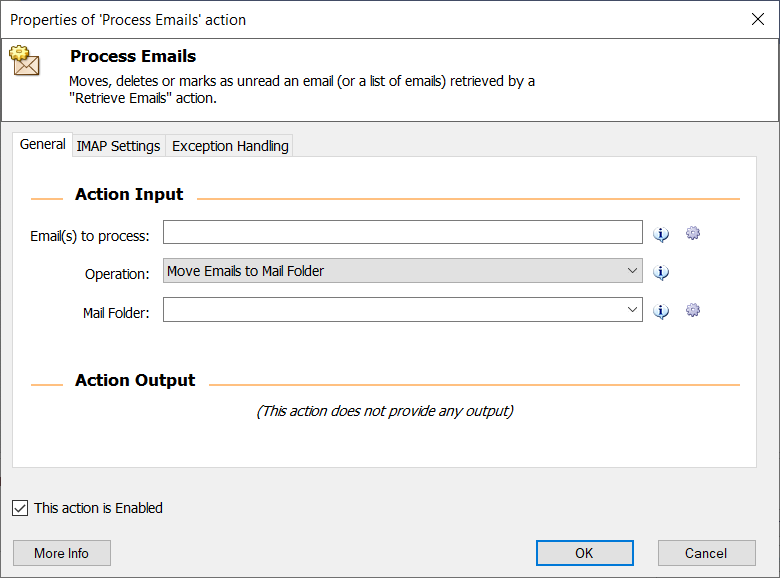 Properties of 'Process Emails' action
Process Emails
Moves, deletes or marks as unread an email (or a list of emails) retrieved by a
"Retrieve Emails" action.
General IMAP Settings Exception Handling
Action Input
Email(s) to process:
Operation: Move Emails to Mail Folder
Mail Folder:
Action Output
(This action does not provide any output)
This action is Enabled
More Info OK Cancel